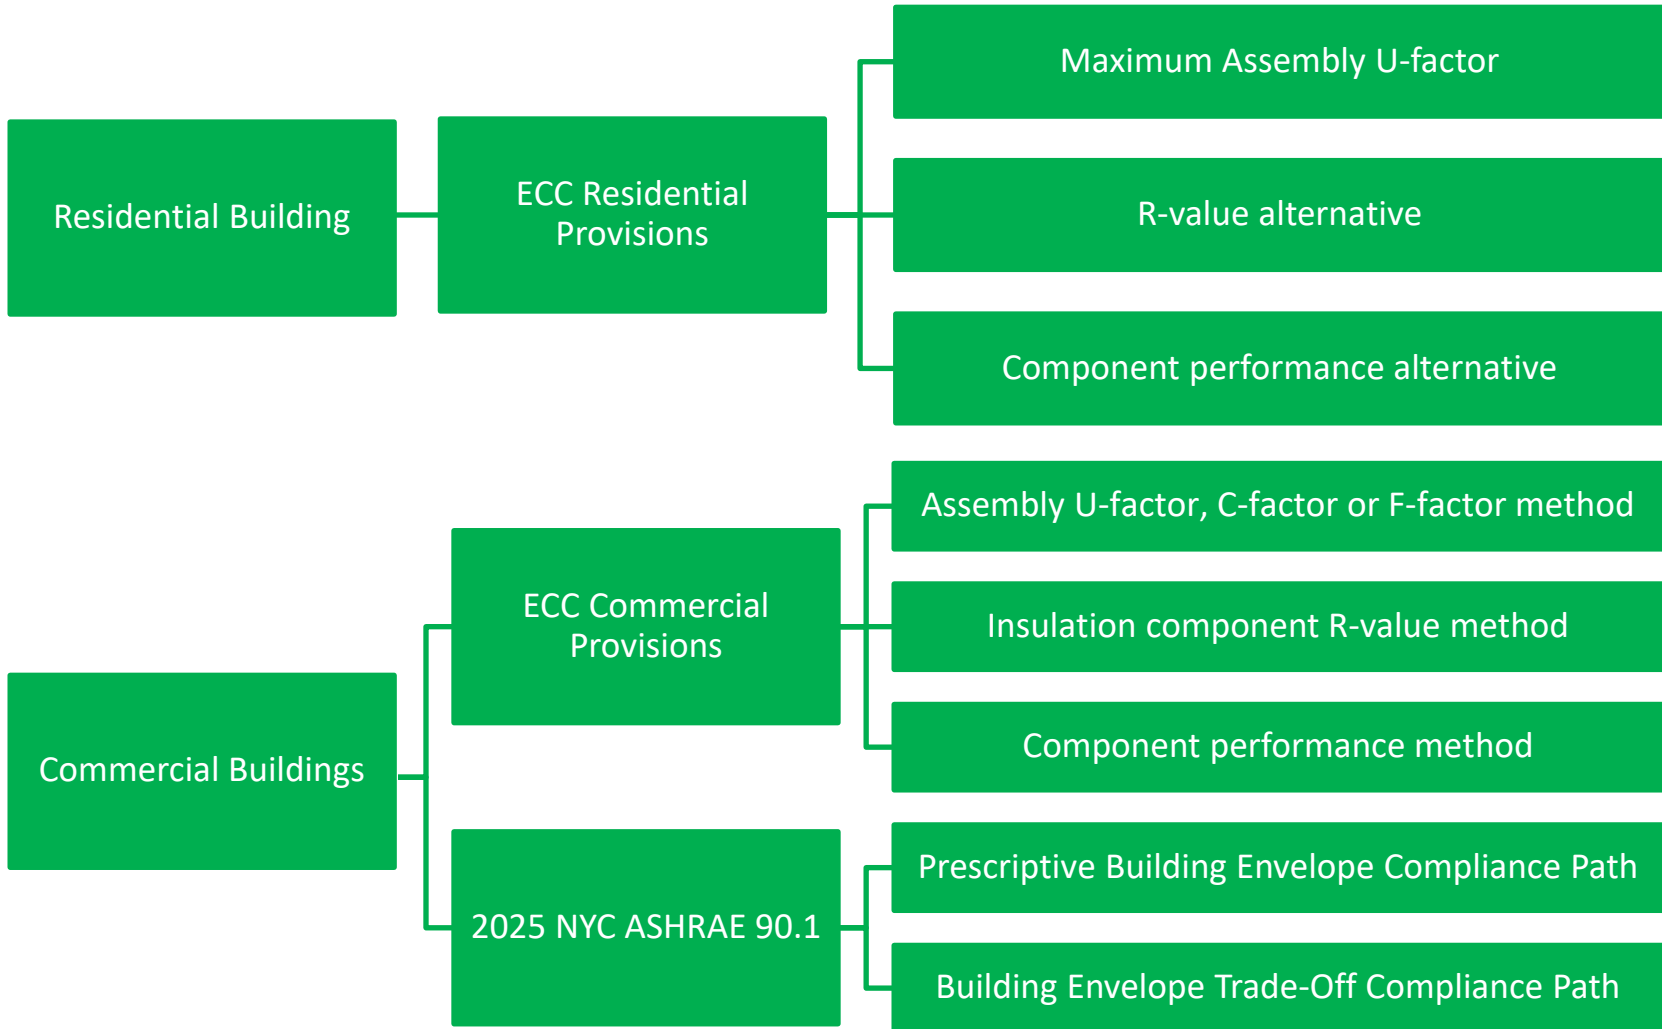 Residential Building
ECC Residential
Provisions
Maximum Assembly U-factor
R-value alternative
Component performance alternative
Commercial Buildings
ECC Commercial
Provisions
Assembly U-factor, C-factor or F-factor method
Insulation component R-value method
Component performance method
2025 NYC ASHRAE 90.1
Prescriptive Building Envelope Compliance Path
Building Envelope Trade-Off Compliance Path